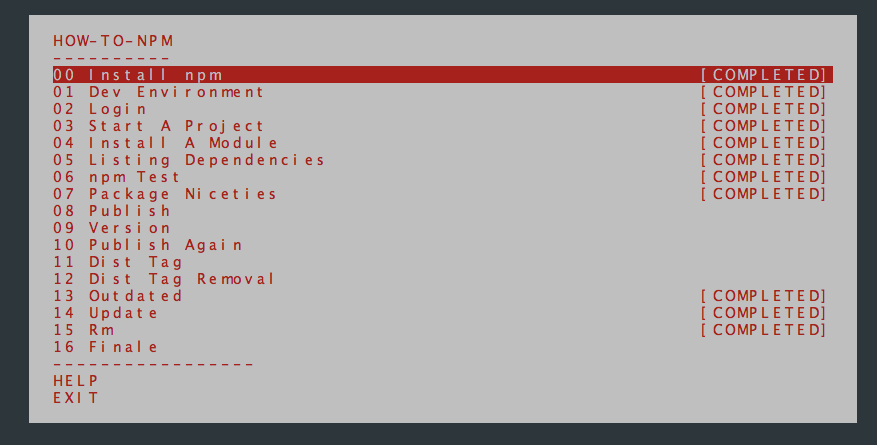 HOW-TO-NPM
----------
00 Install npm [COMPLETED]
01 Dev Environment [COMPLETED]
02 Login [COMPLETED]
03 Start A Project [COMPLETED]
04 Install A Module [COMPLETED]
05 Listing Dependencies [COMPLETED]
06 npm Test [COMPLETED]
07 Package Niceties [COMPLETED]
08 Publish
09 Version
10 Publish Again
11 Dist Tag
12 Dist Tag Removal
13 Outdated [COMPLETED]
14 Update [COMPLETED]
15 Rm [COMPLETED]
16 Finale
-----------------
HELP
EXIT